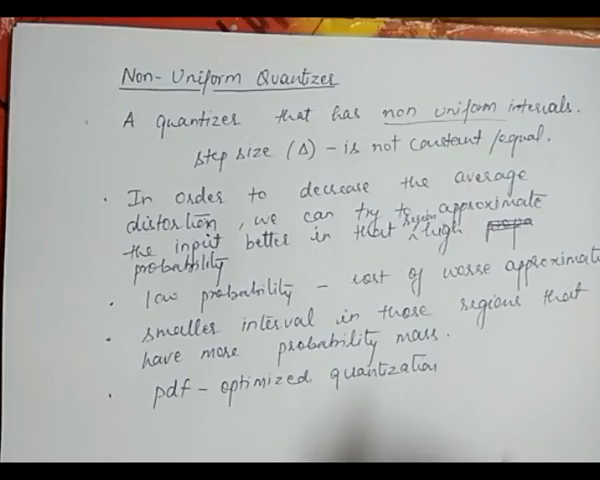 Non-Uniform Quantizer
· A quantizer that has non uniform intervals.
step size (Δ) - is not constant/equal.
· In order to decrease the average
distortion, we can try to approximate
the input better in that region high
probability
· low probability - cost of worse approximat
· smaller interval in those regions that
have more probability mass.
· pdf - optimized quantization